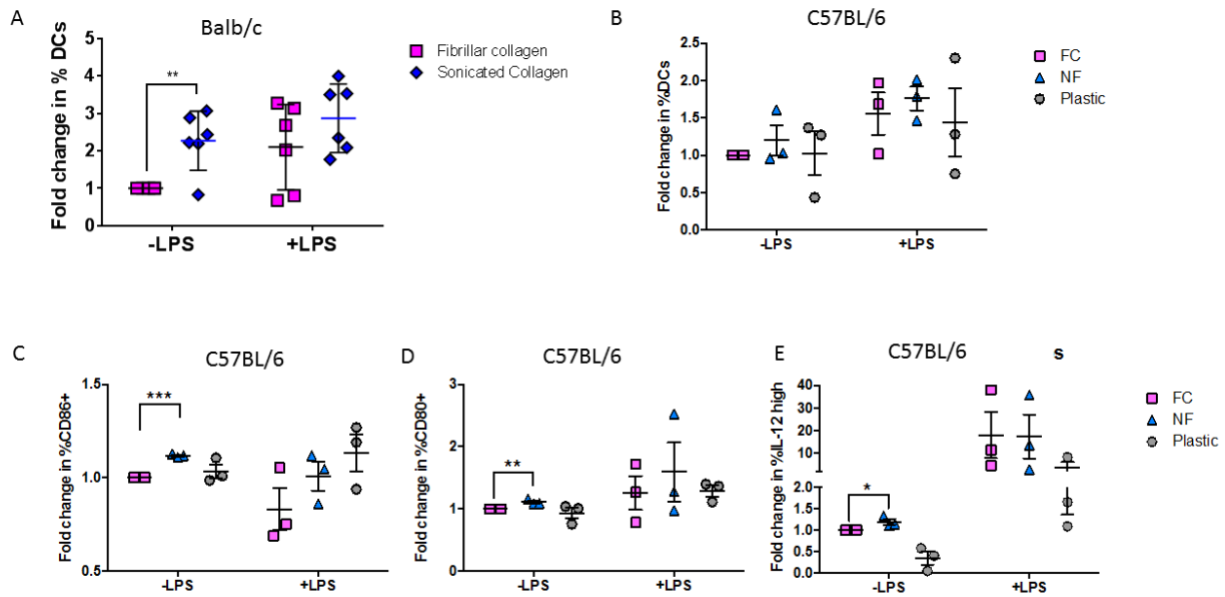 A
Balb/c
Fold change in % DCs
5
4
3
2
1
0
**
-LPS
+LPS
Fibrillar collagen
Sonicated Collagen
B
C57BL/6
Fold change in %DCs
2.5
2.0
1.5
1.0
0.5
0.0
-LPS
+LPS
FC
NF
Plastic
C
C57BL/6
Fold change in %CD86+
1.5
1.0
0.5
***
-LPS
+LPS
D
C57BL/6
Fold change in %CD80+
3
2
1
0
**
-LPS
+LPS
E
C57BL/6
s
Fold change in %IL-12 high
40
30
20
10
2.0
1.5
1.0
0.5
0.0
*
-LPS
+LPS
FC
NF
Plastic